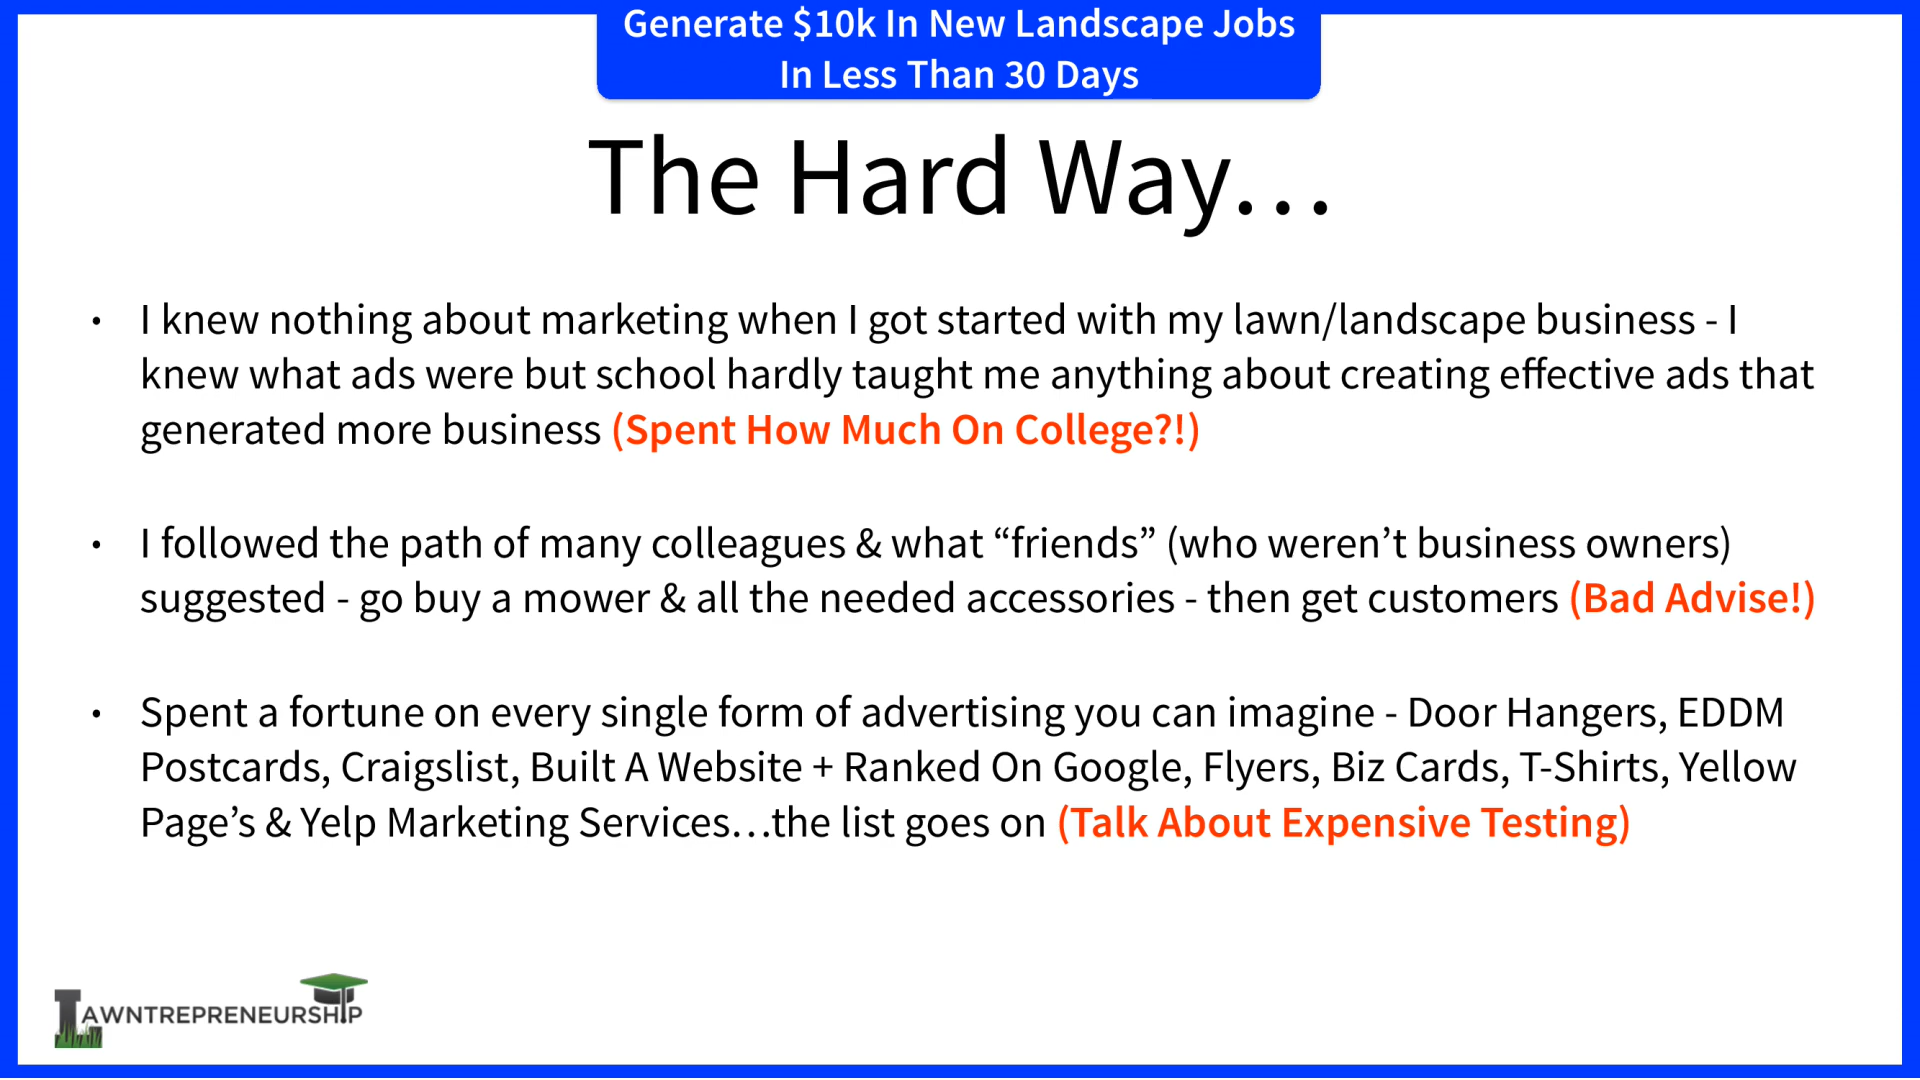 Generate $10k In New Landscape Jobs
In Less Than 30 Days
The Hard Way…
• I knew nothing about marketing when I got started with my lawn/landscape business - I
knew what ads were but school hardly taught me anything about creating effective ads that
generated more business (Spent How Much On College?!)
• I followed the path of many colleagues & what “friends” (who weren’t business owners)
suggested - go buy a mower & all the needed accessories - then get customers (Bad Advise!)
• Spent a fortune on every single form of advertising you can imagine - Door Hangers, EDDM
Postcards, Craigslist, Built A Website + Ranked On Google, Flyers, Biz Cards, T-Shirts, Yellow
Page’s & Yelp Marketing Services…the list goes on (Talk About Expensive Testing)
LAWNTREPRENEURSHIP